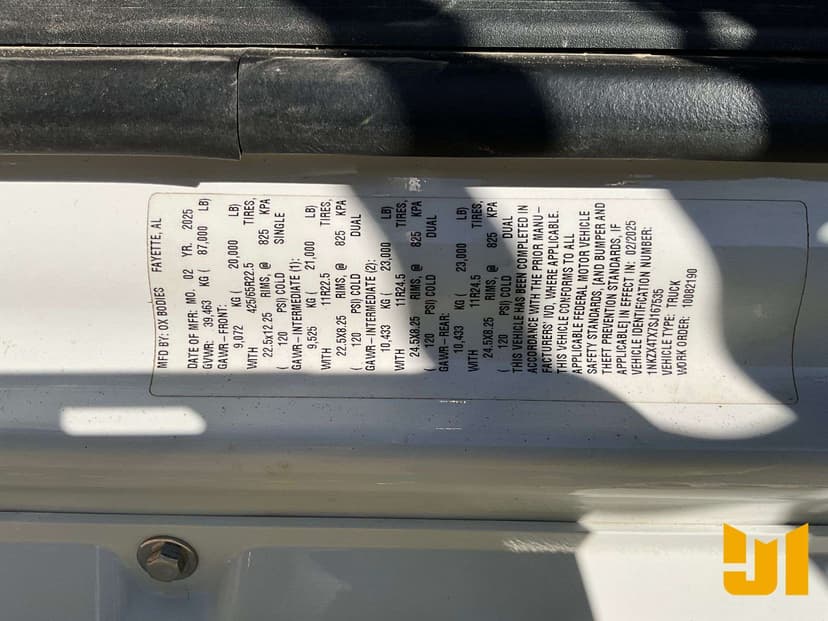 MFD BY: OX BODIES FAYETTE, AL
DATE OF MFR: MO. 02 YR. 2025
GVWR: 39,463 KG ( 87,000 LB)
GAWR-FRONT:
9,072 KG ( 20,000 LB)
WITH 425/65R22.5 TIRES,
22.5x12.25 RIMS, @ 825 KPA
( 120 PSI) COLD SINGLE
GAWR-INTERMEDIATE (1):
9,525 KG ( 21,000 LB)
WITH 11R22.5 TIRES,
22.5X8.25 RIMS, @ 825 KPA
( 120 PSI) COLD DUAL
GAWR-INTERMEDIATE (2):
10,433 KG ( 23,000 LB)
WITH 11R24.5 TIRES,
24.5X8.25 RIMS, @ 825 KPA
( 120 PSI) COLD DUAL
GAWR-REAR:
10,433 KG ( 23,000 LB)
WITH 11R24.5 TIRES,
24.5X8.25 RIMS, @ 825 KPA
( 120 PSI) COLD DUAL
THIS VEHICLE HAS BEEN COMPLETED IN
ACCORDANCE WITH THE PRIOR MANU-
FACTURERS IVD, WHERE APPLICABLE.
THIS VEHICLE CONFORMS TO ALL
APPLICABLE FEDERAL MOTOR VEHICLE
SAFETY STANDARDS, [AND BUMPER AND
THEFT PREVENTION STANDARDS, IF
APPLICABLE] IN EFFECT IN: 02/2025
VEHICLE IDENTIFICATION NUMBER:
1NKZX4TX7SJ167535
VEHICLE TYPE: TRUCK
WORK ORDER: 10082190